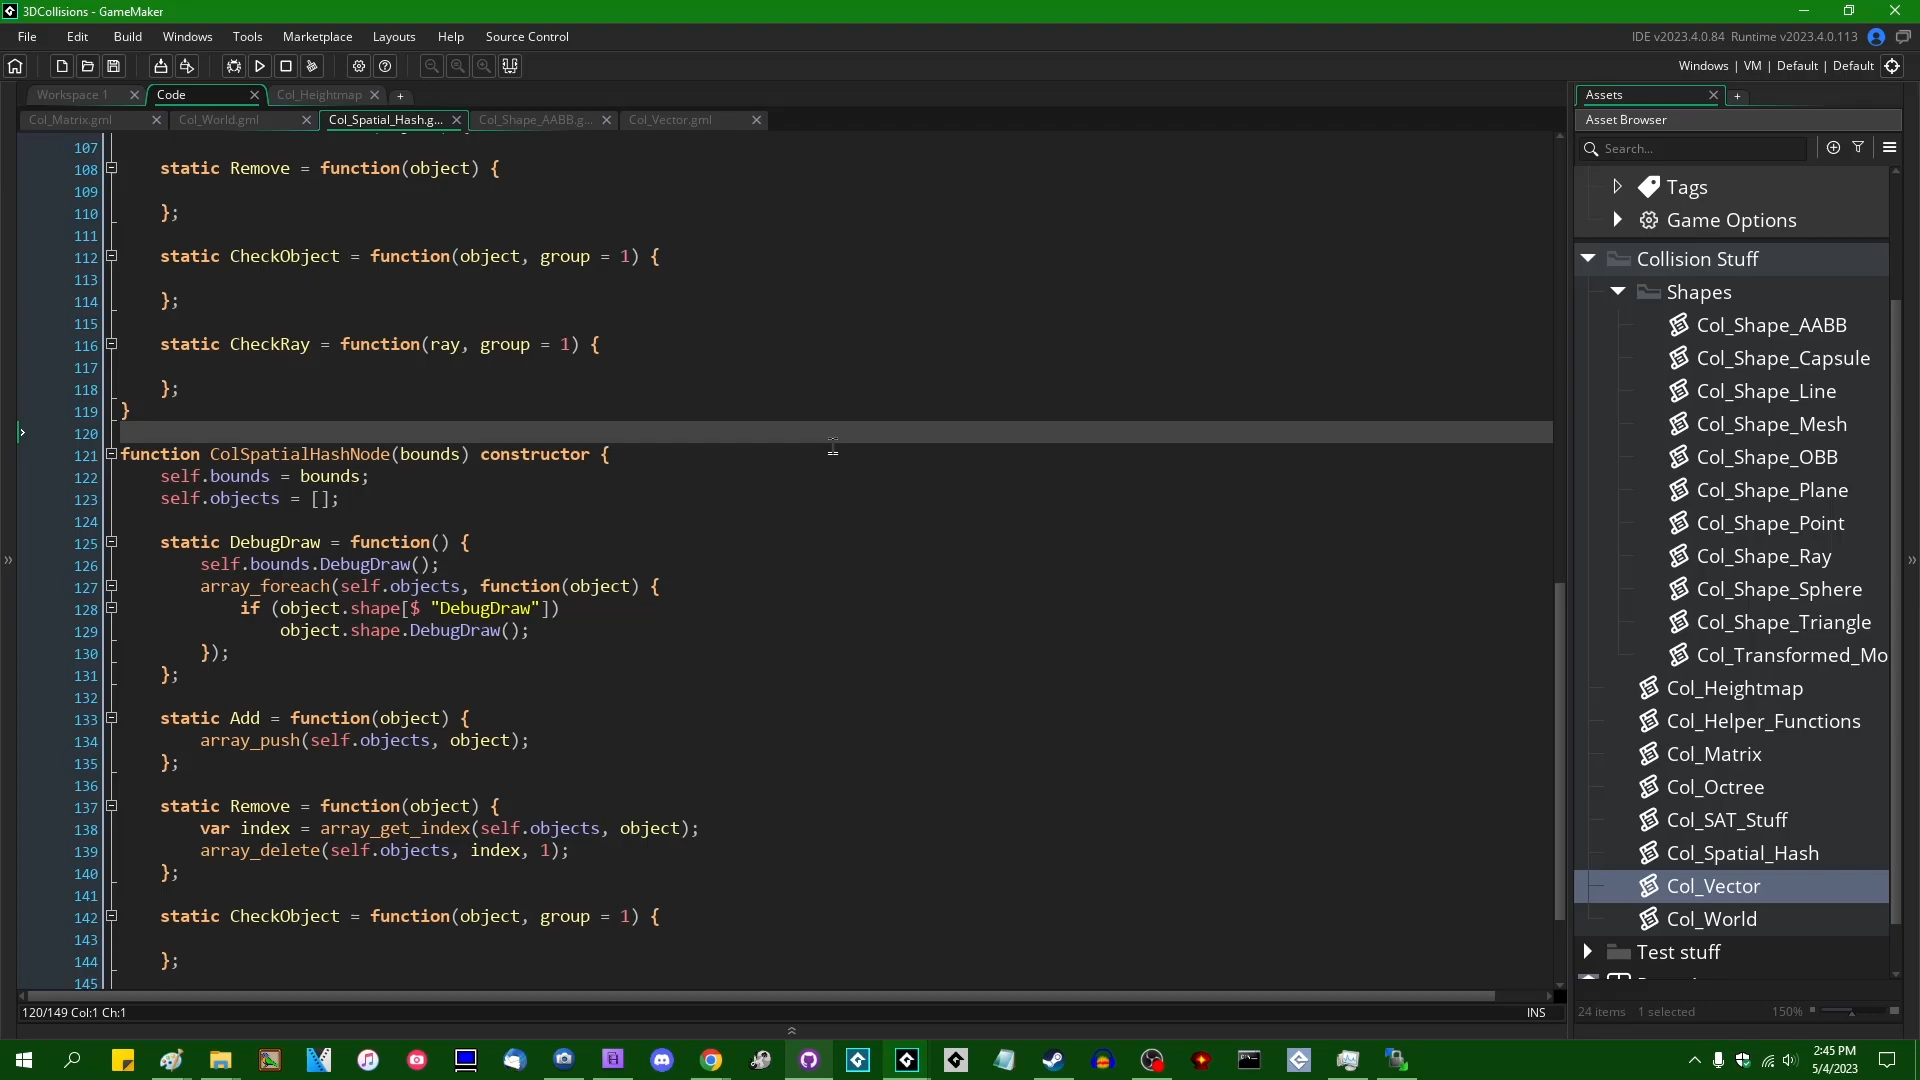 3DCollisions - GameMaker
File Edit Build Windows Tools Marketplace Layouts Help Source Control
IDE v2023.4.0.84 Runtime v2023.4.0.113
Windows | VM | Default | Default
Workspace 1 Code Col_Heightmap
Assets
Col_Matrix.gml Col_World.gml Col_Spatial_Hash.g... Col_Shape_AABB.g... Col_Vector.gml
Asset Browser
Search...
107
108 static Remove = function(object) {
109
110 };
111
112 static CheckObject = function(object, group = 1) {
113
114 };
115
116 static CheckRay = function(ray, group = 1) {
117
118 };
119 }
120
121 function ColSpatialHashNode(bounds) constructor {
122 self.bounds = bounds;
123 self.objects = [];
124
125 static DebugDraw = function() {
126 self.bounds.DebugDraw();
127 array_foreach(self.objects, function(object) {
128 if (object.shape[$ "DebugDraw"])
129 object.shape.DebugDraw();
130 });
131 };
132
133 static Add = function(object) {
134 array_push(self.objects, object);
135 };
136
137 static Remove = function(object) {
138 var index = array_get_index(self.objects, object);
139 array_delete(self.objects, index, 1);
140 };
141
142 static CheckObject = function(object, group = 1) {
143
144 };
145
120/149 Col:1 Ch:1
INS
Tags
Game Options
Collision Stuff
Shapes
Col_Shape_AABB
Col_Shape_Capsule
Col_Shape_Line
Col_Shape_Mesh
Col_Shape_OBB
Col_Shape_Plane
Col_Shape_Point
Col_Shape_Ray
Col_Shape_Sphere
Col_Shape_Triangle
Col_Transformed_Mo
Col_Heightmap
Col_Helper_Functions
Col_Matrix
Col_Octree
Col_SAT_Stuff
Col_Spatial_Hash
Col_Vector
Col_World
Test stuff
24 items 1 selected 150%
2:45 PM
5/4/2023